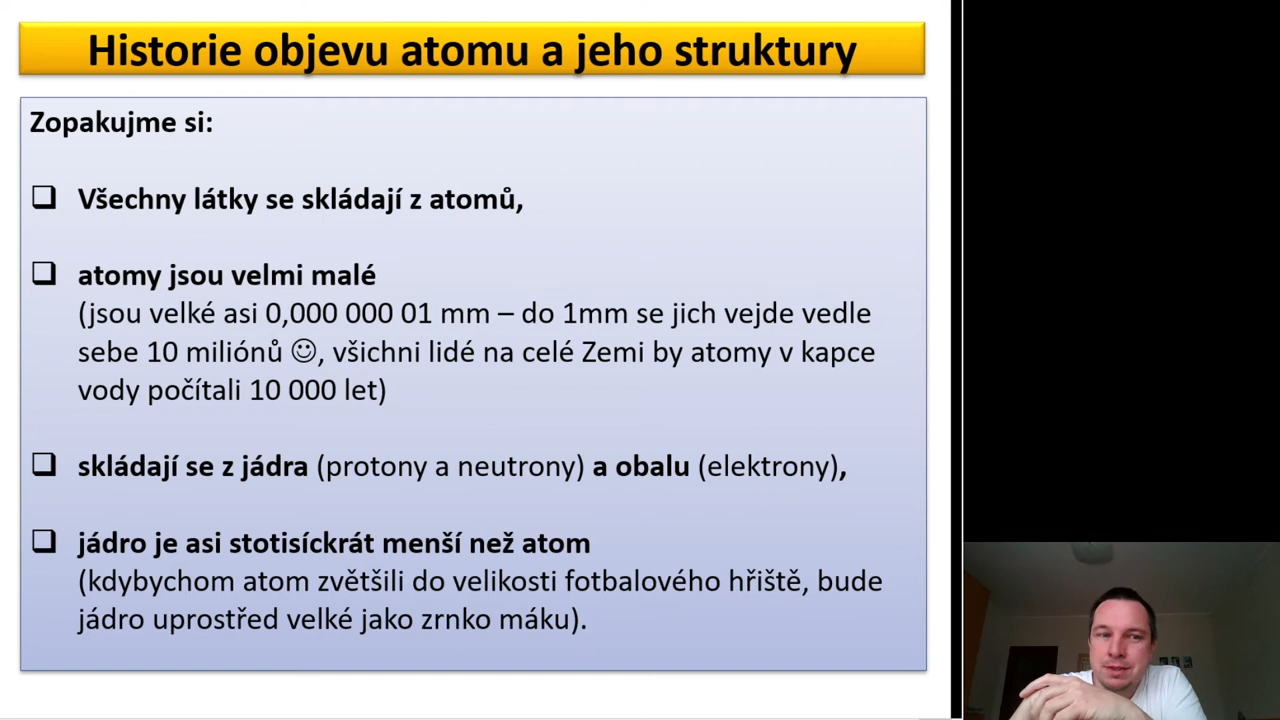 Historie objevu atomu a jeho struktury
Zopakujme si:
❑ Všechny látky se skládají z atomů,
❑ atomy jsou velmi malé
(jsou velké asi 0,000 000 01 mm – do 1mm se jich vejde vedle
sebe 10 miliónů ☺, všichni lidé na celé Zemi by atomy v kapce
vody počítali 10 000 let)
❑ skládají se z jádra (protony a neutrony) a obalu (elektrony),
❑ jádro je asi stotisíckrát menší než atom
(kdybychom atom zvětšili do velikosti fotbalového hřiště, bude
jádro uprostřed velké jako zrnko máku).